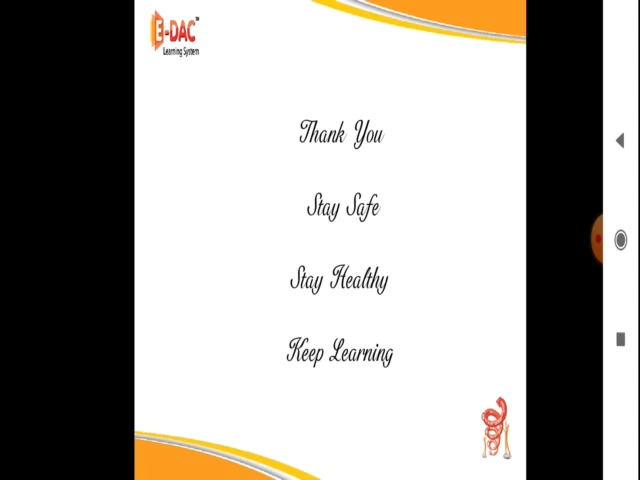 E-DAC
Learning System
Thank You
Stay Safe
Stay Healthy
Keep Learning